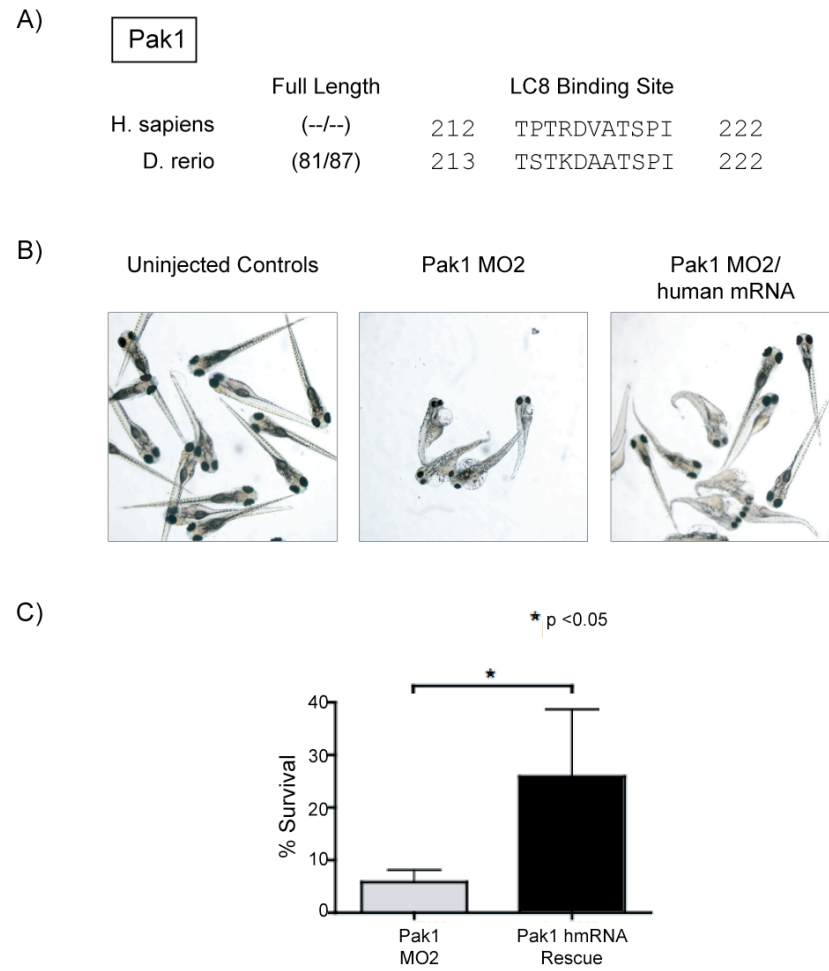 A)
Pak1
Full Length LC8 Binding Site
H. sapiens (--/--) 212 TPTRDVATSPI 222
D. rerio (81/87) 213 TSTKDAATSPI 222
B)
Uninjected Controls Pak1 MO2 Pak1 MO2/
human mRNA
C)
* p <0.05
*
40
30
20
10
0
% Survival
Pak1 Pak1 hmRNA
MO2 Rescue